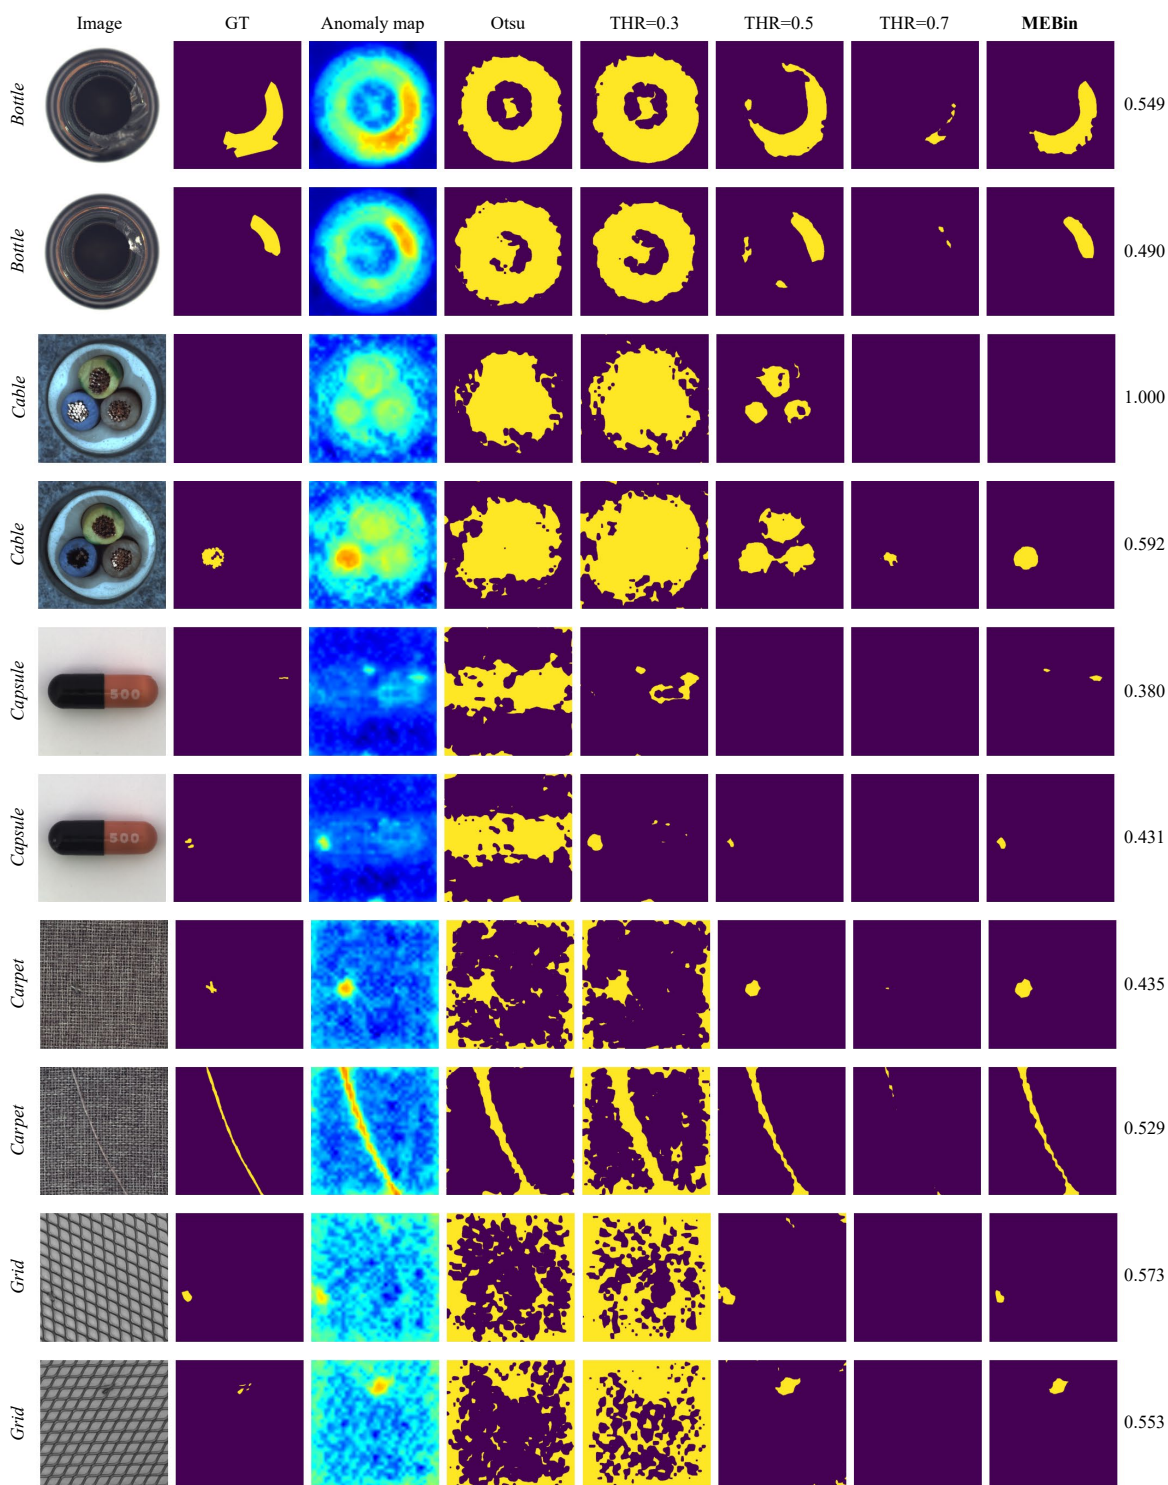 Image GT Anomaly map Otsu THR=0.3 THR=0.5 THR=0.7 MEBin
Bottle 0.549
Bottle 0.490
Cable 1.000
Cable 0.592
Capsule 500 0.380
Capsule 500 0.431
Carpet 0.435
Carpet 0.529
Grid 0.573
Grid 0.553